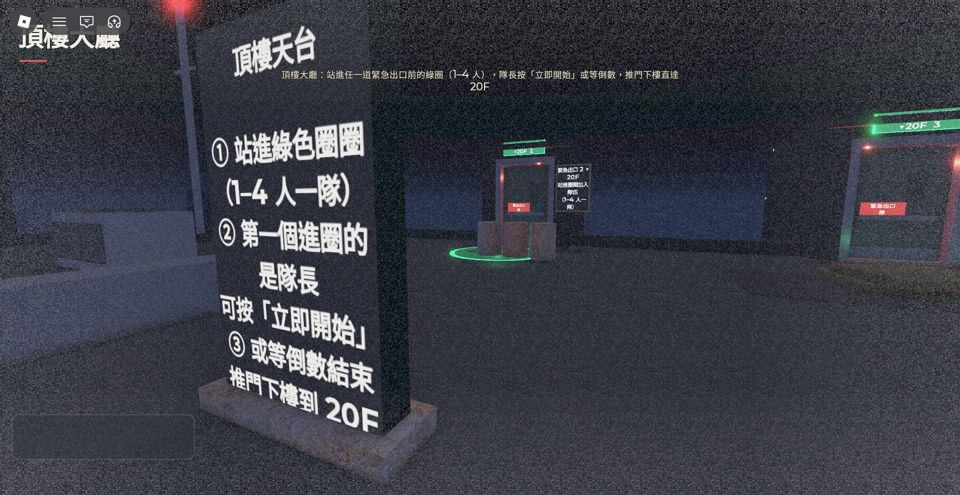 頂樓大廳
頂樓大廳：站進任一道緊急出口前的綠圈（1–4 人），隊長按「立即開始」或等倒數，推門下樓直達
20F
頂樓天台
① 站進綠色圈圈
（1–4 人一隊）
② 第一個進圈的
是隊長
可按「立即開始」
③ 或等倒數結束
推門下樓到 20F
▾20F 2
緊急出口 2 ▾
20F
站進圈圈加入
隊伍
（1–4 人一
隊）
▾20F 3
緊急出口